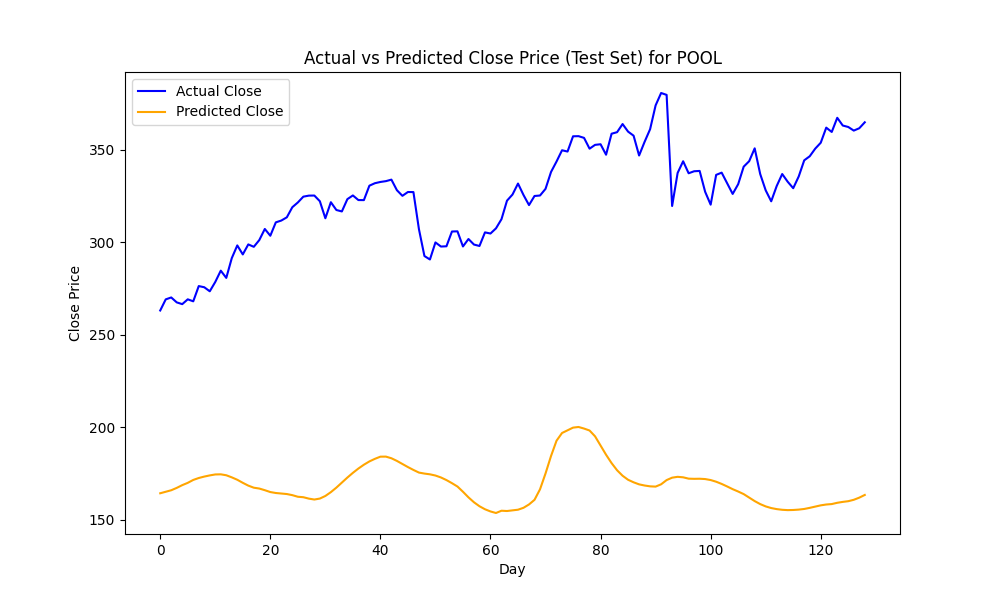 Actual vs Predicted Close Price (Test Set) for POOL
Actual Close
Predicted Close
Close Price
350
300
250
200
150
0 20 40 60 80 100 120
Day